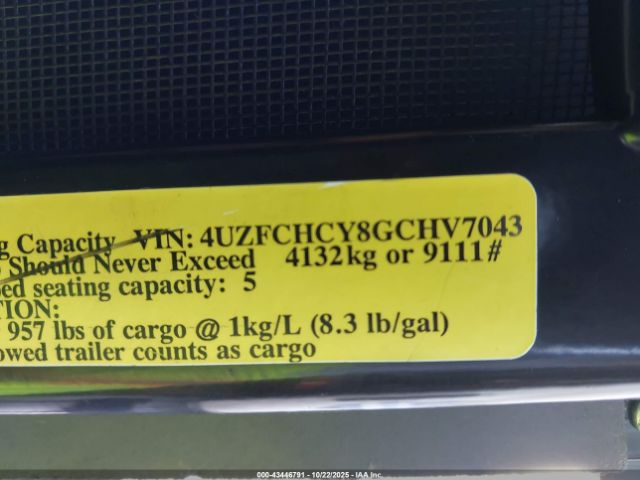 g Capacity VIN: 4UZFCHCY8GCHV7043
Should Never Exceed 4132kg or 9111#
ed seating capacity: 5
TION:
957 lbs of cargo @ 1kg/L (8.3 lb/gal)
owed trailer counts as cargo
000-43446791 - 10/22/2025 - IAA Inc.